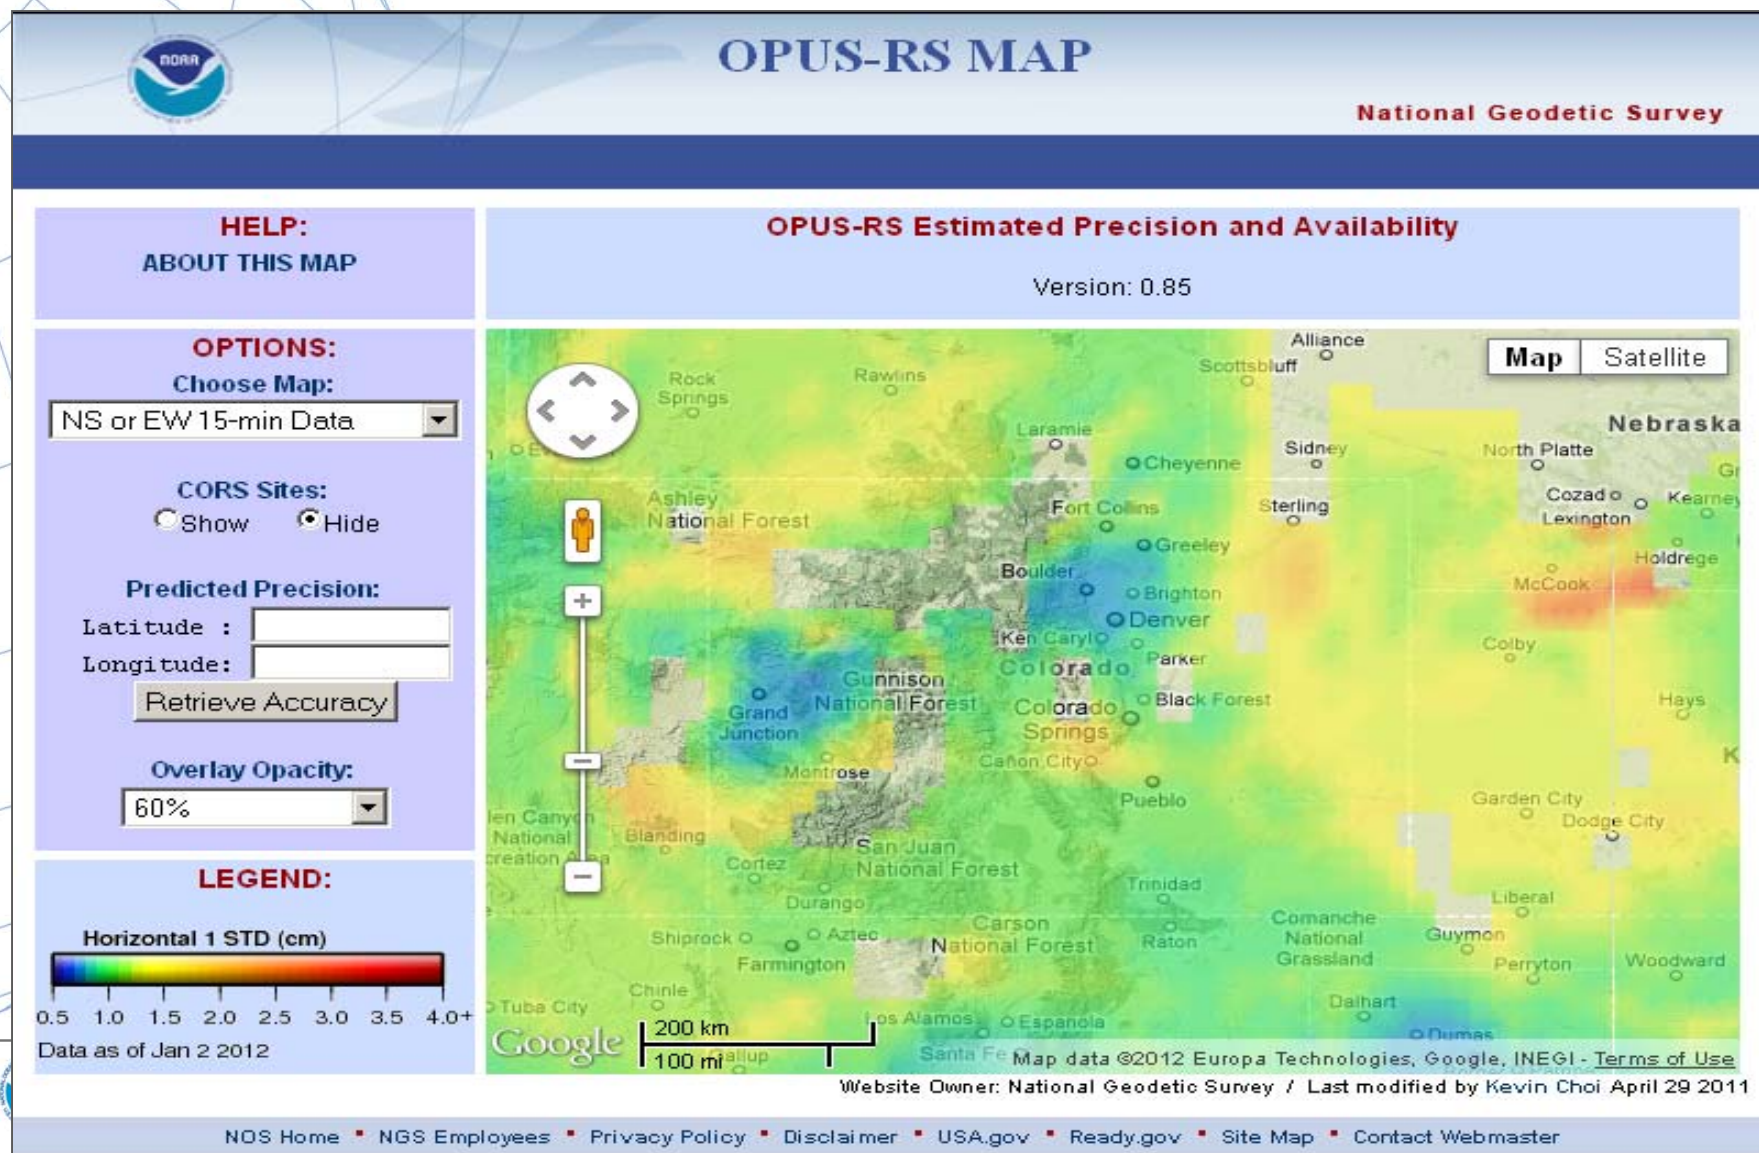 NOAA
OPUS-RS MAP
National Geodetic Survey
HELP:
ABOUT THIS MAP
OPUS-RS Estimated Precision and Availability
Version: 0.85
OPTIONS:
Choose Map:
NS or EW 15-min Data
CORS Sites:
Show Hide
Predicted Precision:
Latitude :
Longitude:
Retrieve Accuracy
Overlay Opacity:
60%
LEGEND:
Horizontal 1 STD (cm)
0.5 1.0 1.5 2.0 2.5 3.0 3.5 4.0+
Data as of Jan 2 2012
Map Satellite
Alliance
Scottsbluff
Rock
Springs
Rawlins
Nebraska
Laramie
Sidney
North Platte
Cheyenne
Ashley
National Forest
Fort Collins
Sterling
Cozad
Kearney
Lexington
Greeley
Holdrege
Boulder
Brighton
McCook
Denver
Ken Caryl
Colby
Colorado
Parker
Gunnison
National Forest
Grand
Junction
Colorado
Springs
Black Forest
Hays
Cañon City
Montrose
Pueblo
Garden City
Dodge City
len Canyon
National
creation Area
Blanding
San Juan
National Forest
Cortez
Trinidad
Durango
Liberal
Carson
National Forest
Comanche
National
Grassland
Shiprock
Aztec
Raton
Guymon
Farmington
Perryton
Woodward
Chinle
Tuba City
Dalhart
Los Alamos
Espanola
Dumas
Santa Fe
allup
Google
200 km
100 mi
Map data ©2012 Europa Technologies, Google, INEGI - Terms of Use
Website Owner: National Geodetic Survey / Last modified by Kevin Choi April 29 2011
NOS Home NGS Employees Privacy Policy Disclaimer USA.gov Ready.gov Site Map Contact Webmaster